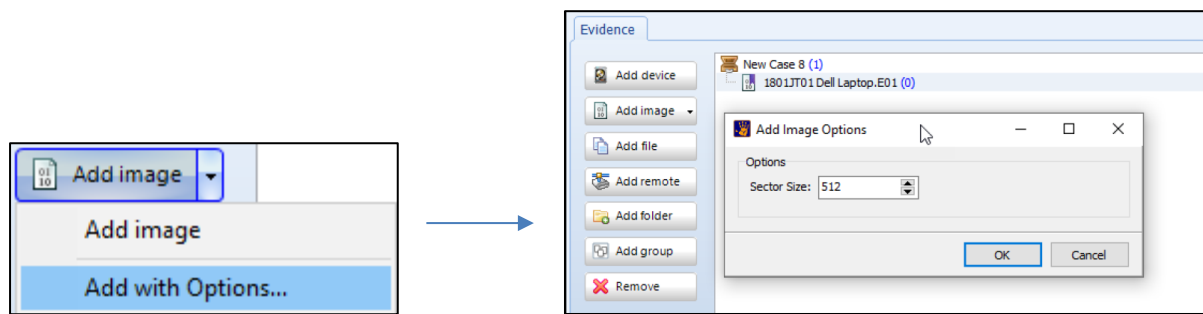 Add image
Add image
Add with Options...
Evidence
Add device
Add image
Add file
Add remote
Add folder
Add group
Remove
New Case 8 (1)
1801JT01 Dell Laptop.E01 (0)
Add Image Options
Options
Sector Size: 512
OK Cancel